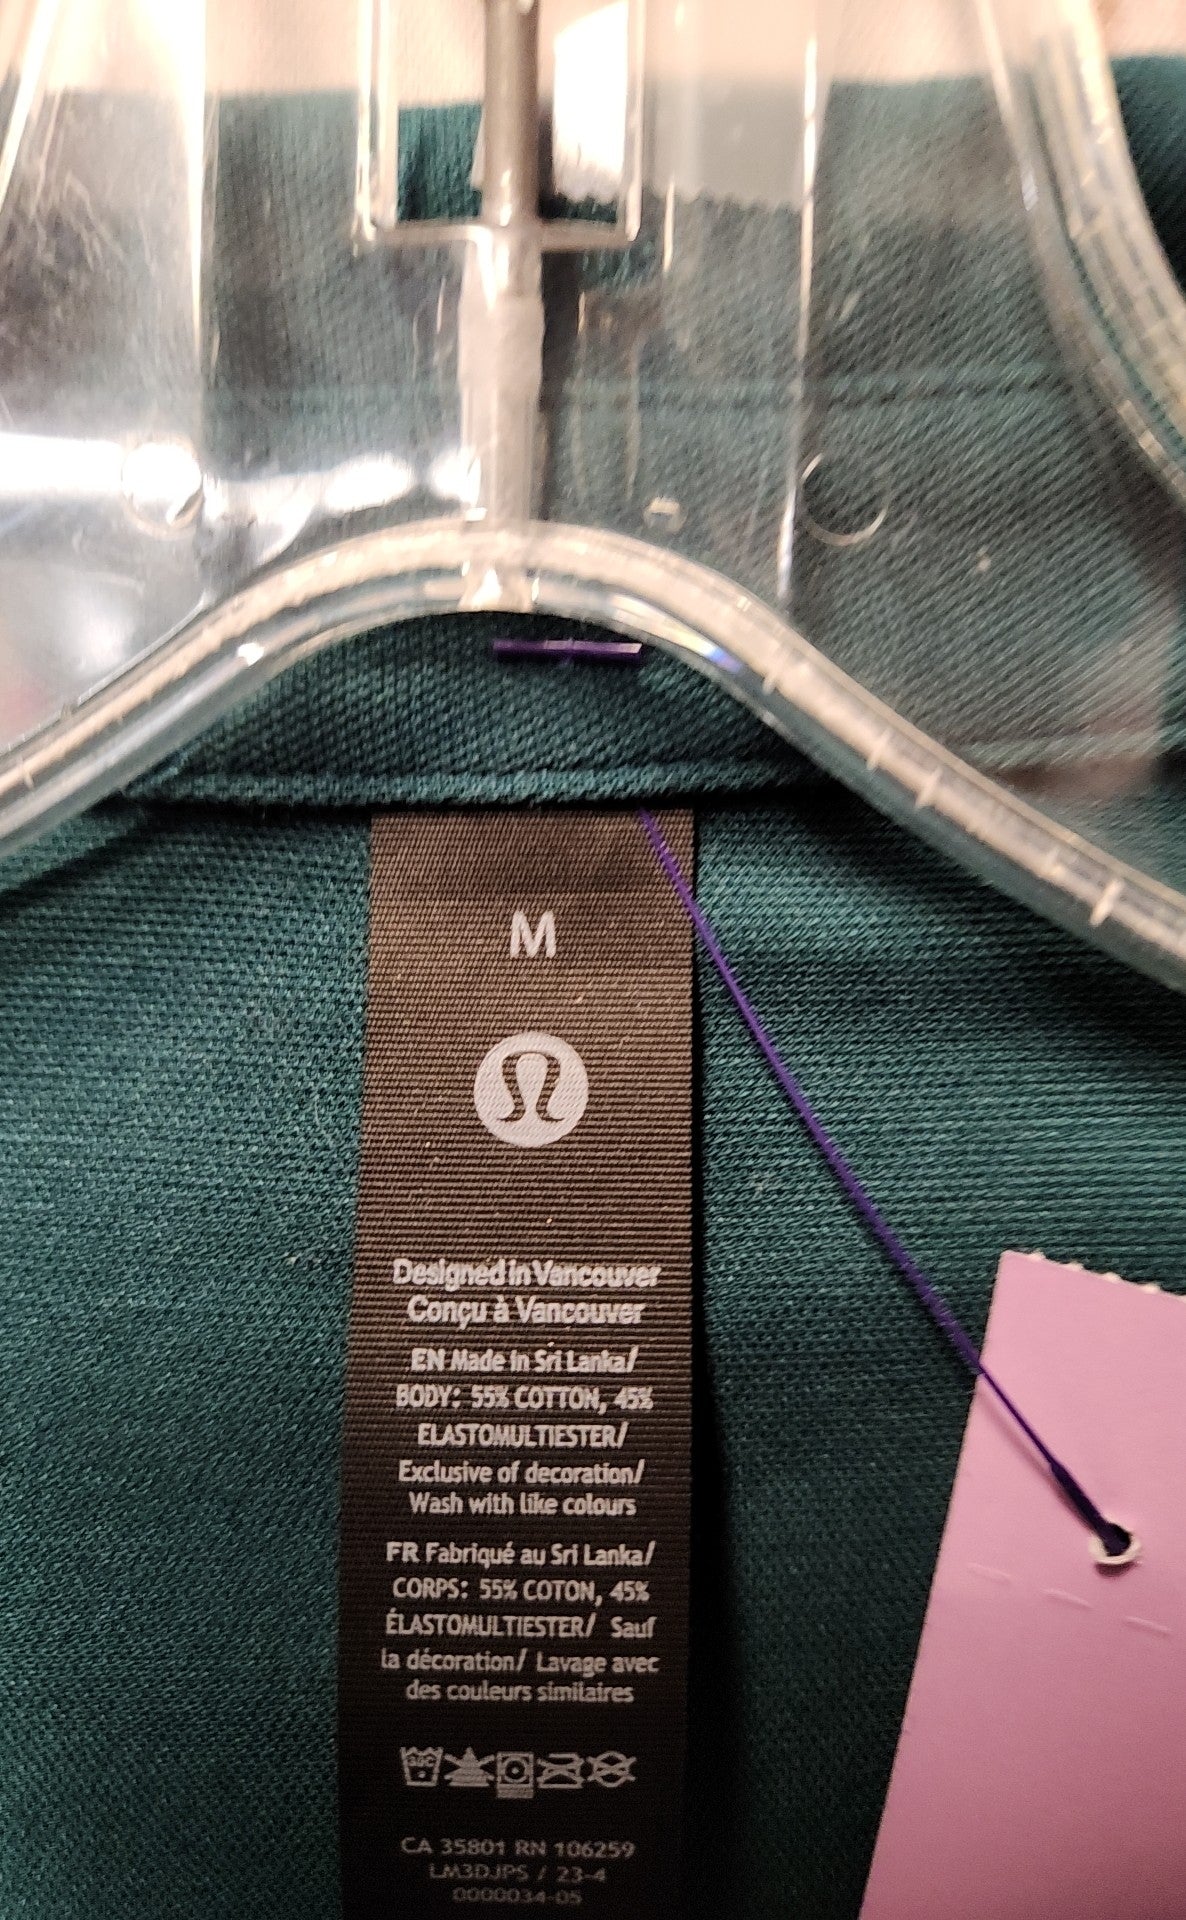 M
Designed in Vancouver
Conçu à Vancouver
EN Made in Sri Lanka/
BODY: 55% COTTON, 45%
ELASTOMULTIESTER/
Exclusive of decoration/
Wash with like colours
FR Fabriqué au Sri Lanka/
CORPS: 55% COTON, 45%
ÉLASTOMULTIESTER/ Sauf
la décoration/ Lavage avec
des couleurs similaires
CA 35801 RN 106259
LM3DJPS / 23-4
0000034-05